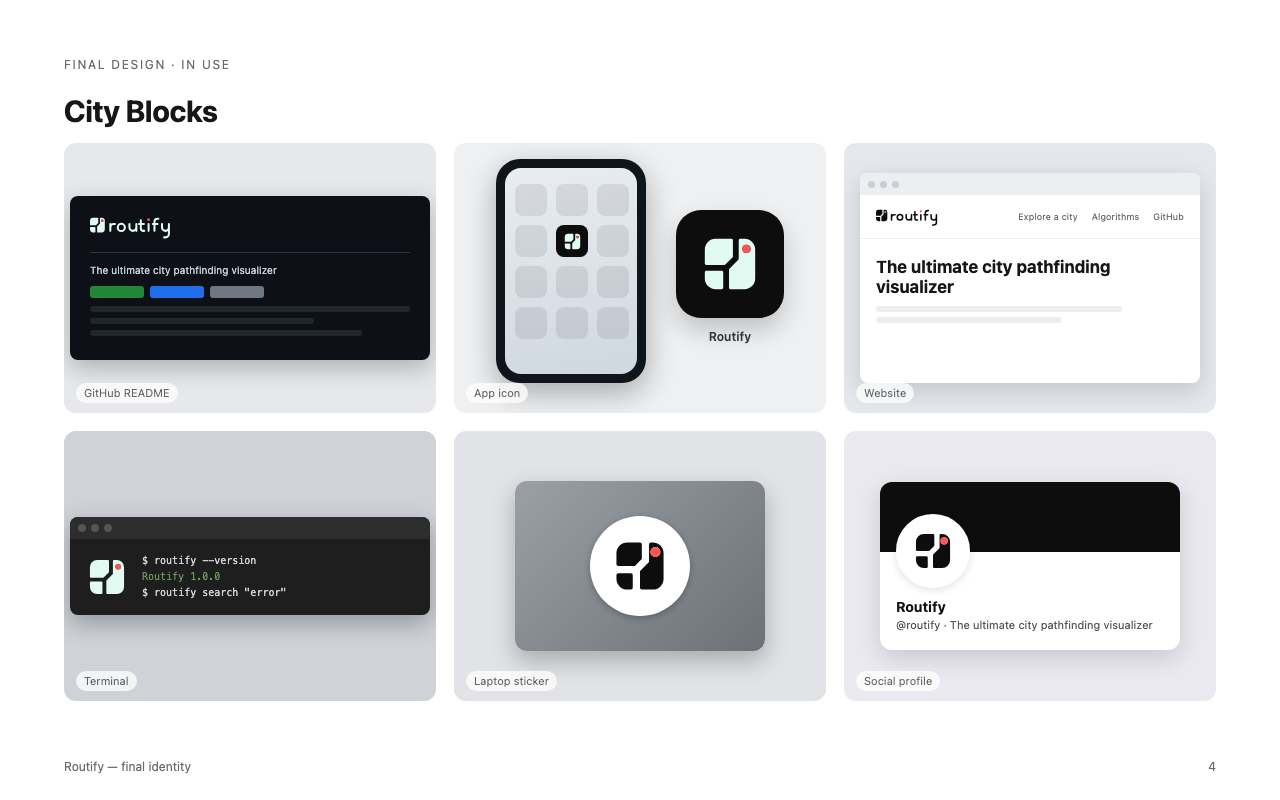 FINAL DESIGN · IN USE
City Blocks
routify
The ultimate city pathfinding visualizer
GitHub README
Routify
App icon
routify
Explore a city
Algorithms
GitHub
The ultimate city pathfinding
visualizer
Website
$ routify --version
Routify 1.0.0
$ routify search "error"
Terminal
Laptop sticker
Routify
@routify · The ultimate city pathfinding visualizer
Social profile
Routify — final identity
4